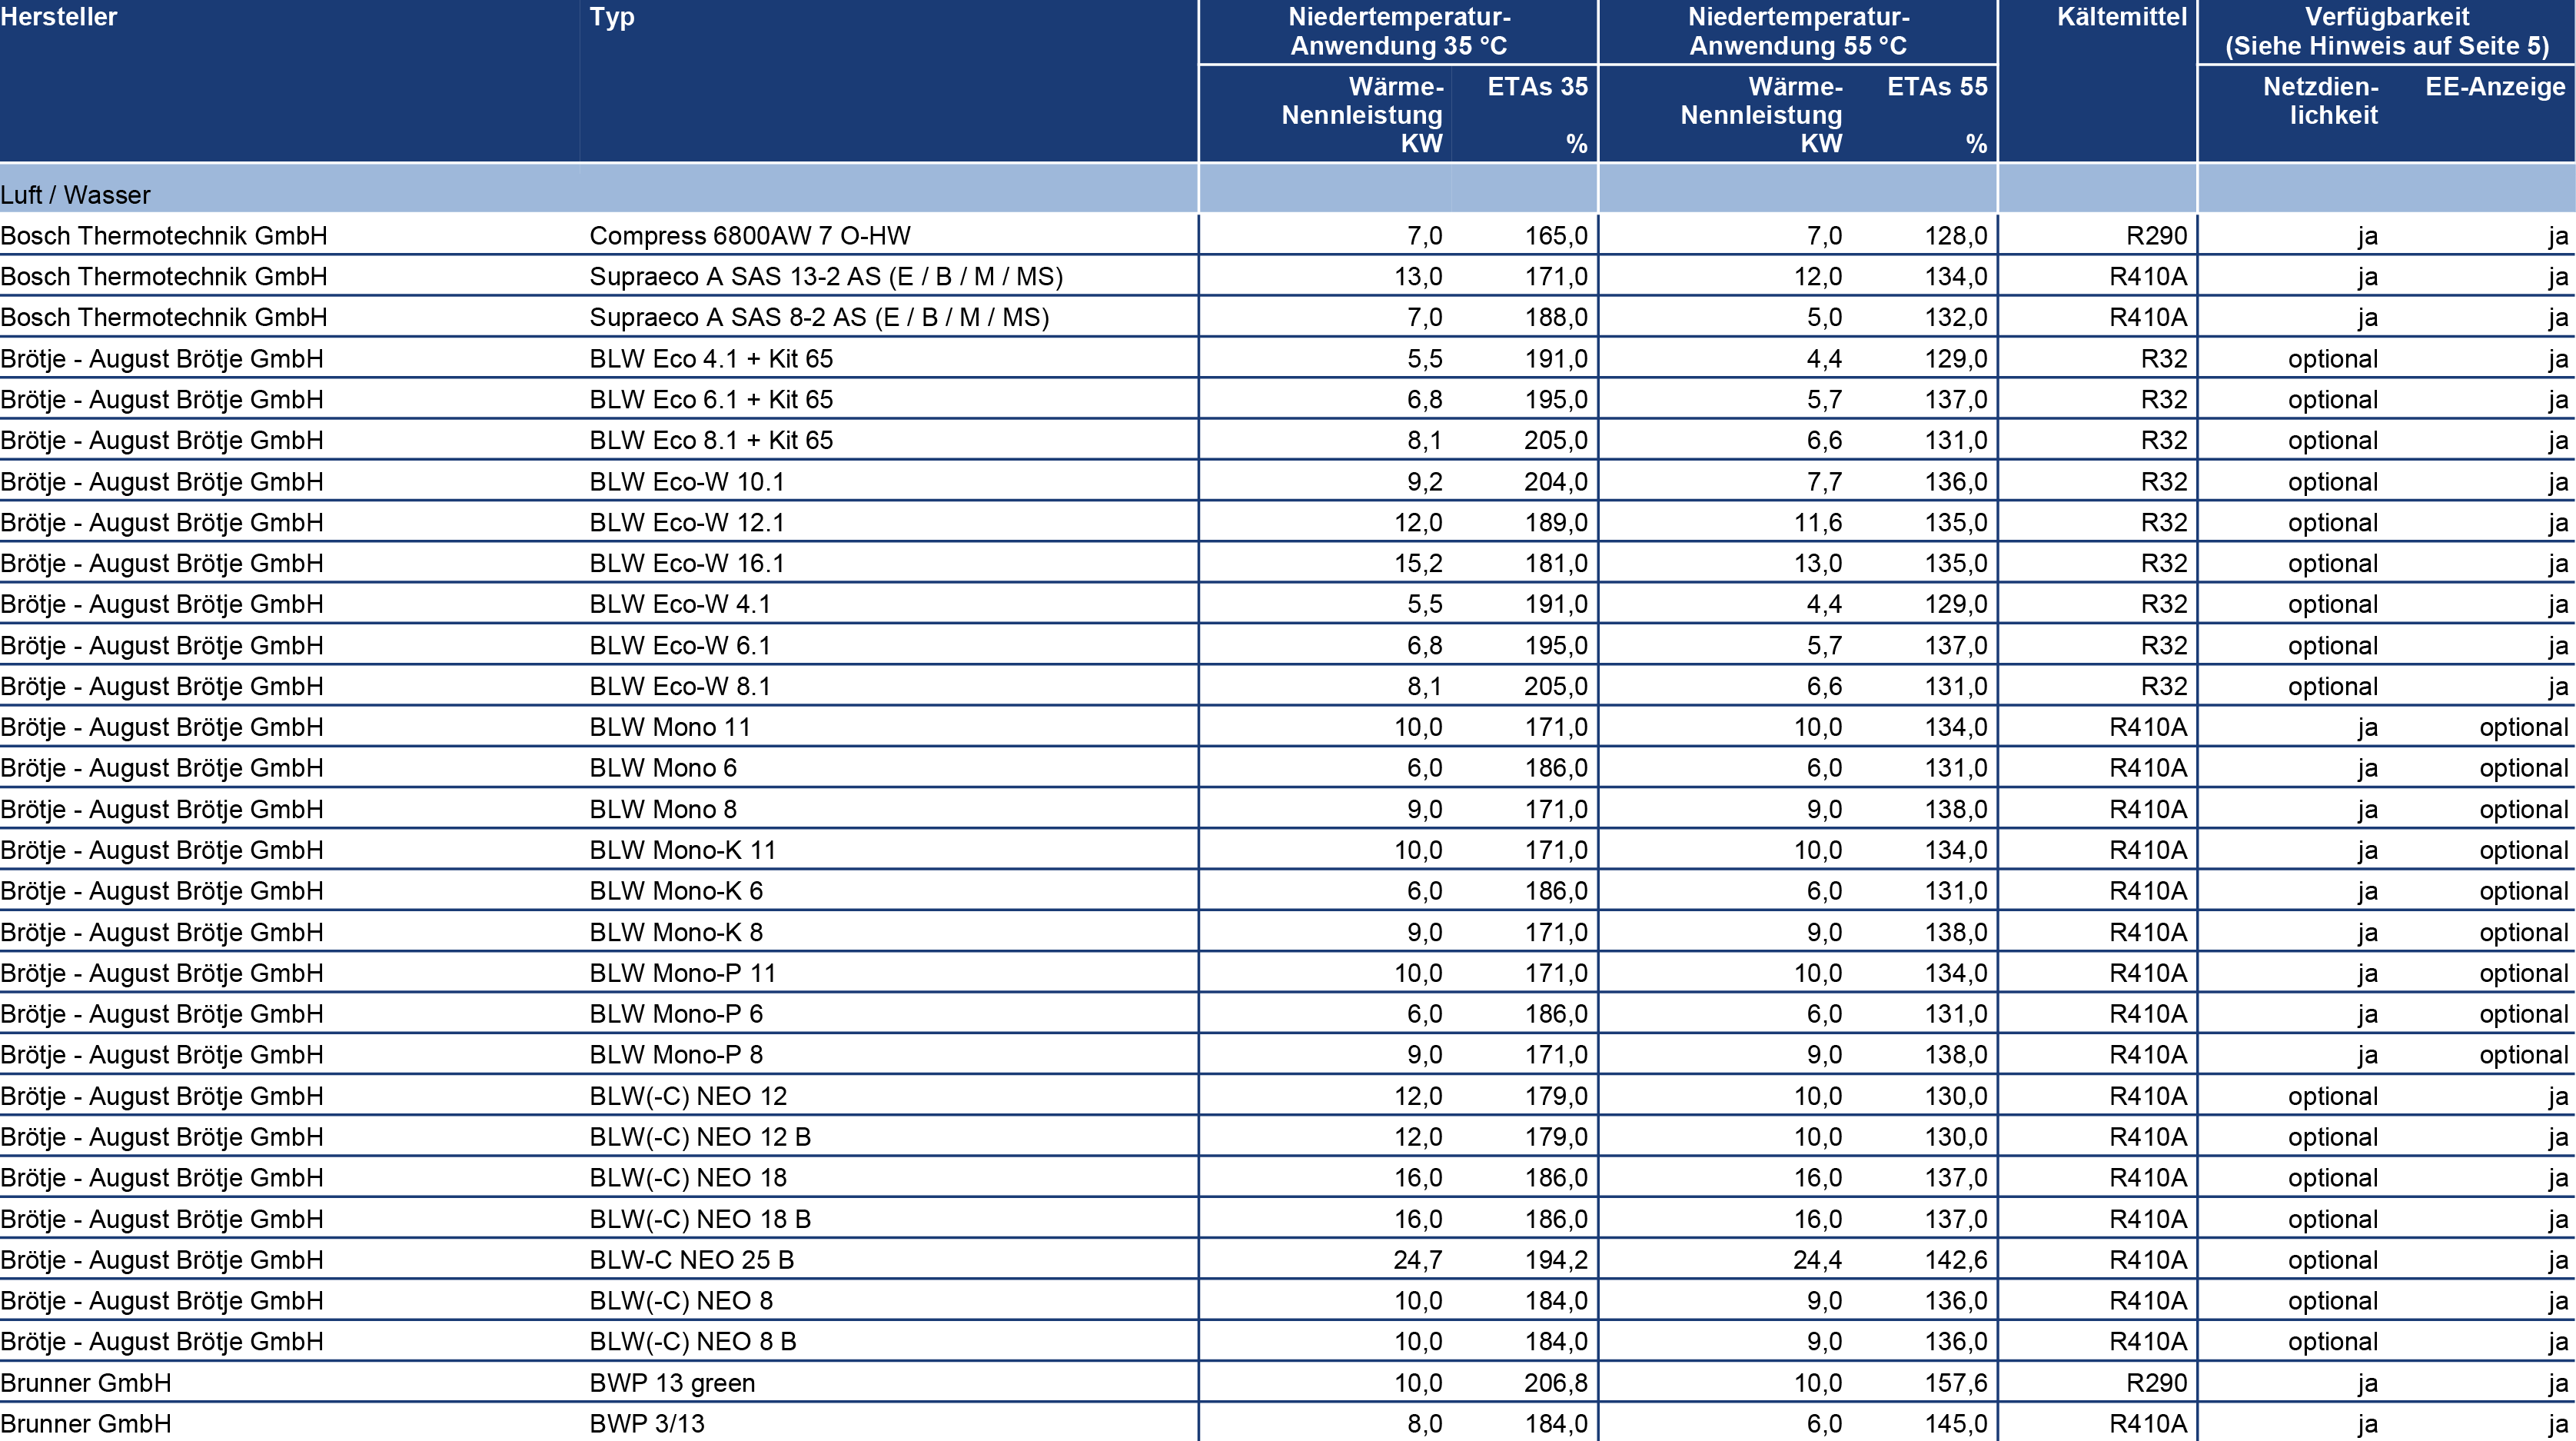 Hersteller Typ Niedertemperatur- Niedertemperatur- Kältemittel Verfügbarkeit
Anwendung 35 °C Anwendung 55 °C (Siehe Hinweis auf Seite 5)
Wärme- ETAs 35 Wärme- ETAs 55 Netzdien- EE-Anzeige
Nennleistung Nennleistung lichkeit
KW % KW %
Luft / Wasser
Bosch Thermotechnik GmbH Compress 6800AW 7 O-HW 7,0 165,0 7,0 128,0 R290 ja ja
Bosch Thermotechnik GmbH Supraeco A SAS 13-2 AS (E / B / M / MS) 13,0 171,0 12,0 134,0 R410A ja ja
Bosch Thermotechnik GmbH Supraeco A SAS 8-2 AS (E / B / M / MS) 7,0 188,0 5,0 132,0 R410A ja ja
Brötje - August Brötje GmbH BLW Eco 4.1 + Kit 65 5,5 191,0 4,4 129,0 R32 optional ja
Brötje - August Brötje GmbH BLW Eco 6.1 + Kit 65 6,8 195,0 5,7 137,0 R32 optional ja
Brötje - August Brötje GmbH BLW Eco 8.1 + Kit 65 8,1 205,0 6,6 131,0 R32 optional ja
Brötje - August Brötje GmbH BLW Eco-W 10.1 9,2 204,0 7,7 136,0 R32 optional ja
Brötje - August Brötje GmbH BLW Eco-W 12.1 12,0 189,0 11,6 135,0 R32 optional ja
Brötje - August Brötje GmbH BLW Eco-W 16.1 15,2 181,0 13,0 135,0 R32 optional ja
Brötje - August Brötje GmbH BLW Eco-W 4.1 5,5 191,0 4,4 129,0 R32 optional ja
Brötje - August Brötje GmbH BLW Eco-W 6.1 6,8 195,0 5,7 137,0 R32 optional ja
Brötje - August Brötje GmbH BLW Eco-W 8.1 8,1 205,0 6,6 131,0 R32 optional ja
Brötje - August Brötje GmbH BLW Mono 11 10,0 171,0 10,0 134,0 R410A ja optional
Brötje - August Brötje GmbH BLW Mono 6 6,0 186,0 6,0 131,0 R410A ja optional
Brötje - August Brötje GmbH BLW Mono 8 9,0 171,0 9,0 138,0 R410A ja optional
Brötje - August Brötje GmbH BLW Mono-K 11 10,0 171,0 10,0 134,0 R410A ja optional
Brötje - August Brötje GmbH BLW Mono-K 6 6,0 186,0 6,0 131,0 R410A ja optional
Brötje - August Brötje GmbH BLW Mono-K 8 9,0 171,0 9,0 138,0 R410A ja optional
Brötje - August Brötje GmbH BLW Mono-P 11 10,0 171,0 10,0 134,0 R410A ja optional
Brötje - August Brötje GmbH BLW Mono-P 6 6,0 186,0 6,0 131,0 R410A ja optional
Brötje - August Brötje GmbH BLW Mono-P 8 9,0 171,0 9,0 138,0 R410A ja optional
Brötje - August Brötje GmbH BLW(-C) NEO 12 12,0 179,0 10,0 130,0 R410A optional ja
Brötje - August Brötje GmbH BLW(-C) NEO 12 B 12,0 179,0 10,0 130,0 R410A optional ja
Brötje - August Brötje GmbH BLW(-C) NEO 18 16,0 186,0 16,0 137,0 R410A optional ja
Brötje - August Brötje GmbH BLW(-C) NEO 18 B 16,0 186,0 16,0 137,0 R410A optional ja
Brötje - August Brötje GmbH BLW-C NEO 25 B 24,7 194,2 24,4 142,6 R410A optional ja
Brötje - August Brötje GmbH BLW(-C) NEO 8 10,0 184,0 9,0 136,0 R410A optional ja
Brötje - August Brötje GmbH BLW(-C) NEO 8 B 10,0 184,0 9,0 136,0 R410A optional ja
Brunner GmbH BWP 13 green 10,0 206,8 10,0 157,6 R290 ja ja
Brunner GmbH BWP 3/13 8,0 184,0 6,0 145,0 R410A ja ja